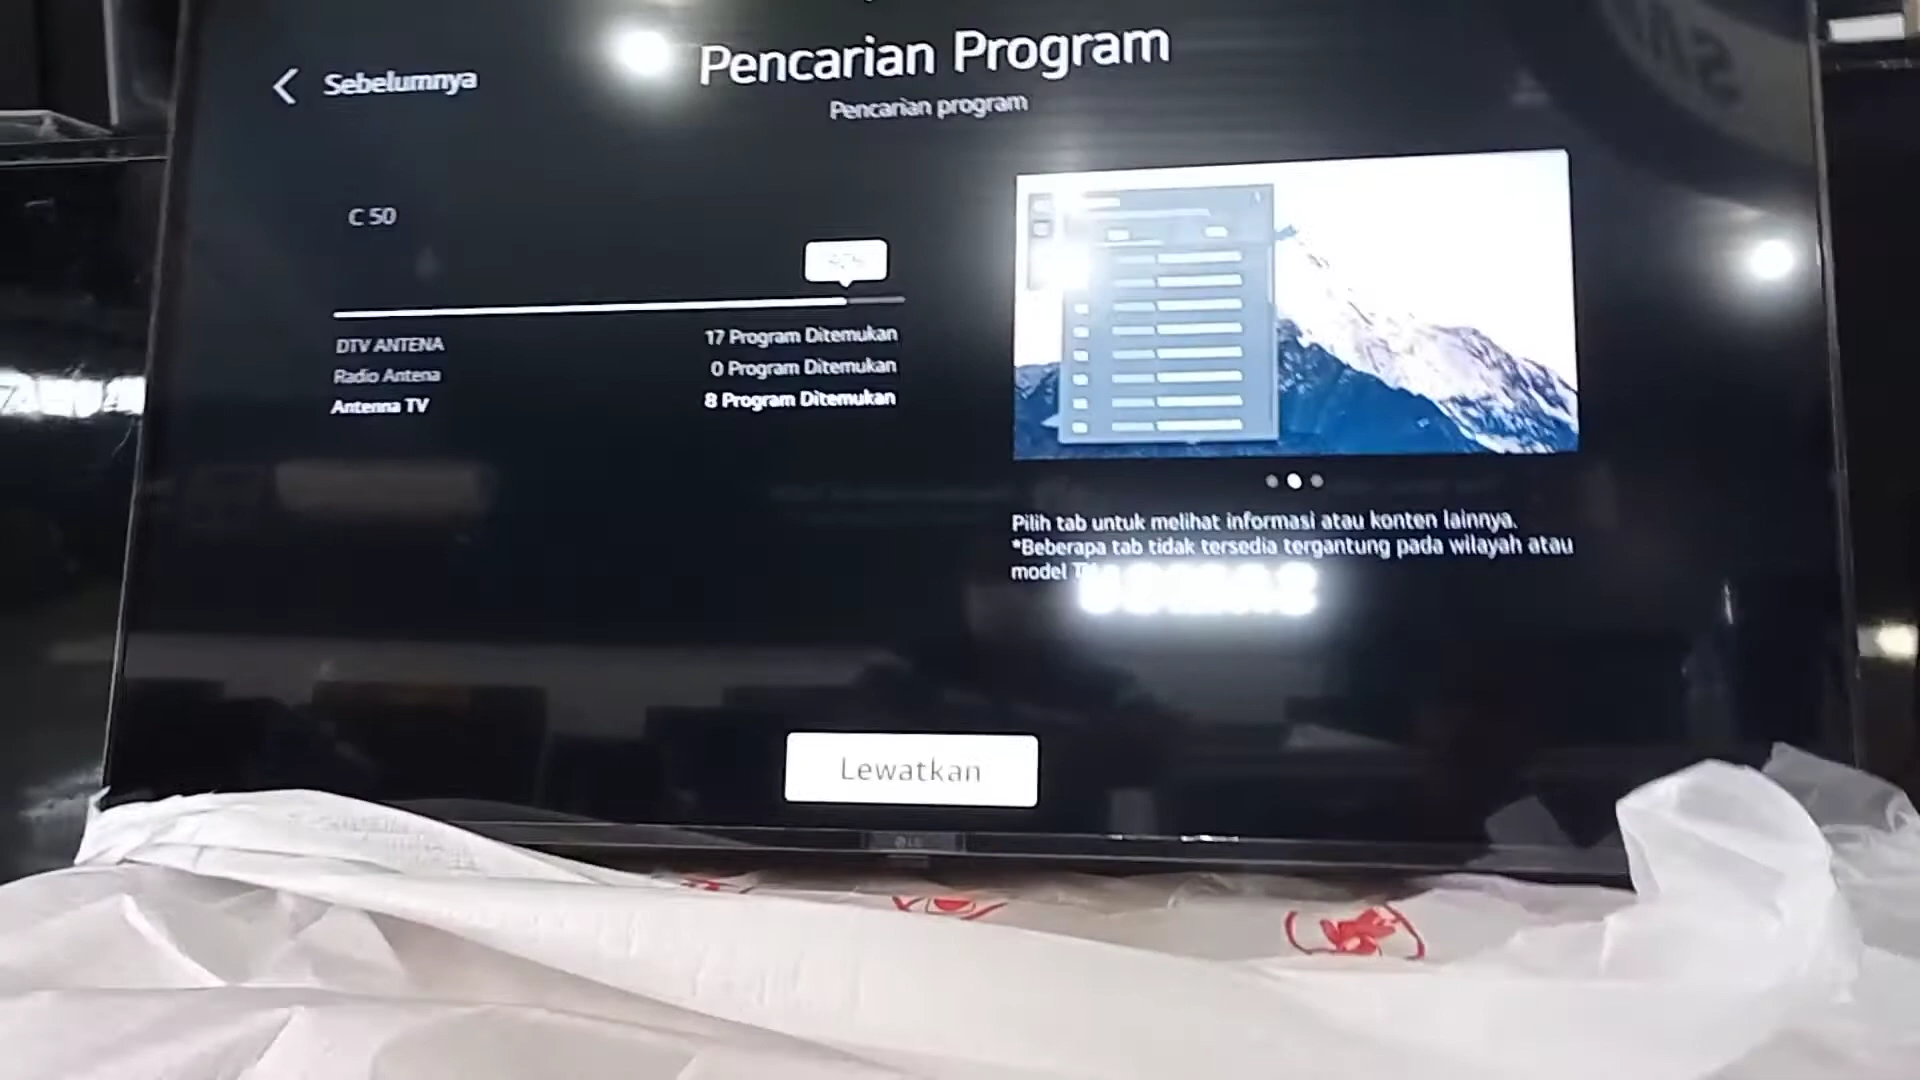 Sebelumnya
Pencarian Program
Pencarian program
C 50
DTV ANTENA 17 Program Ditemukan
Radio Antena 0 Program Ditemukan
Antenna TV 8 Program Ditemukan
Pilih tab untuk melihat informasi atau konten lainnya.
*Beberapa tab tidak tersedia tergantung pada wilayah atau
model
Lewatkan
LG